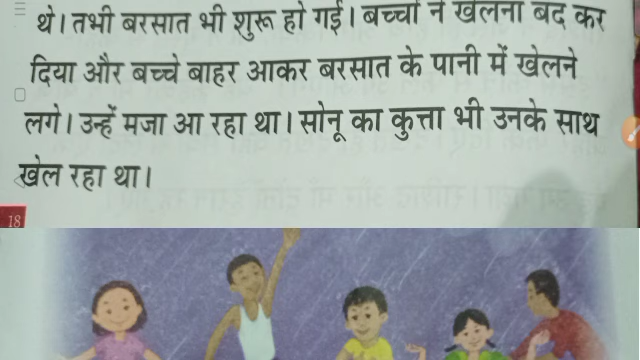 थे। तभी बरसात भी शुरू हो गई। बच्चों ने खेलना बंद कर
दिया और बच्चे बाहर आकर बरसात के पानी में खेलने
लगे। उन्हें मजा आ रहा था। सोनू का कुत्ता भी उनके साथ
खेल रहा था।
18